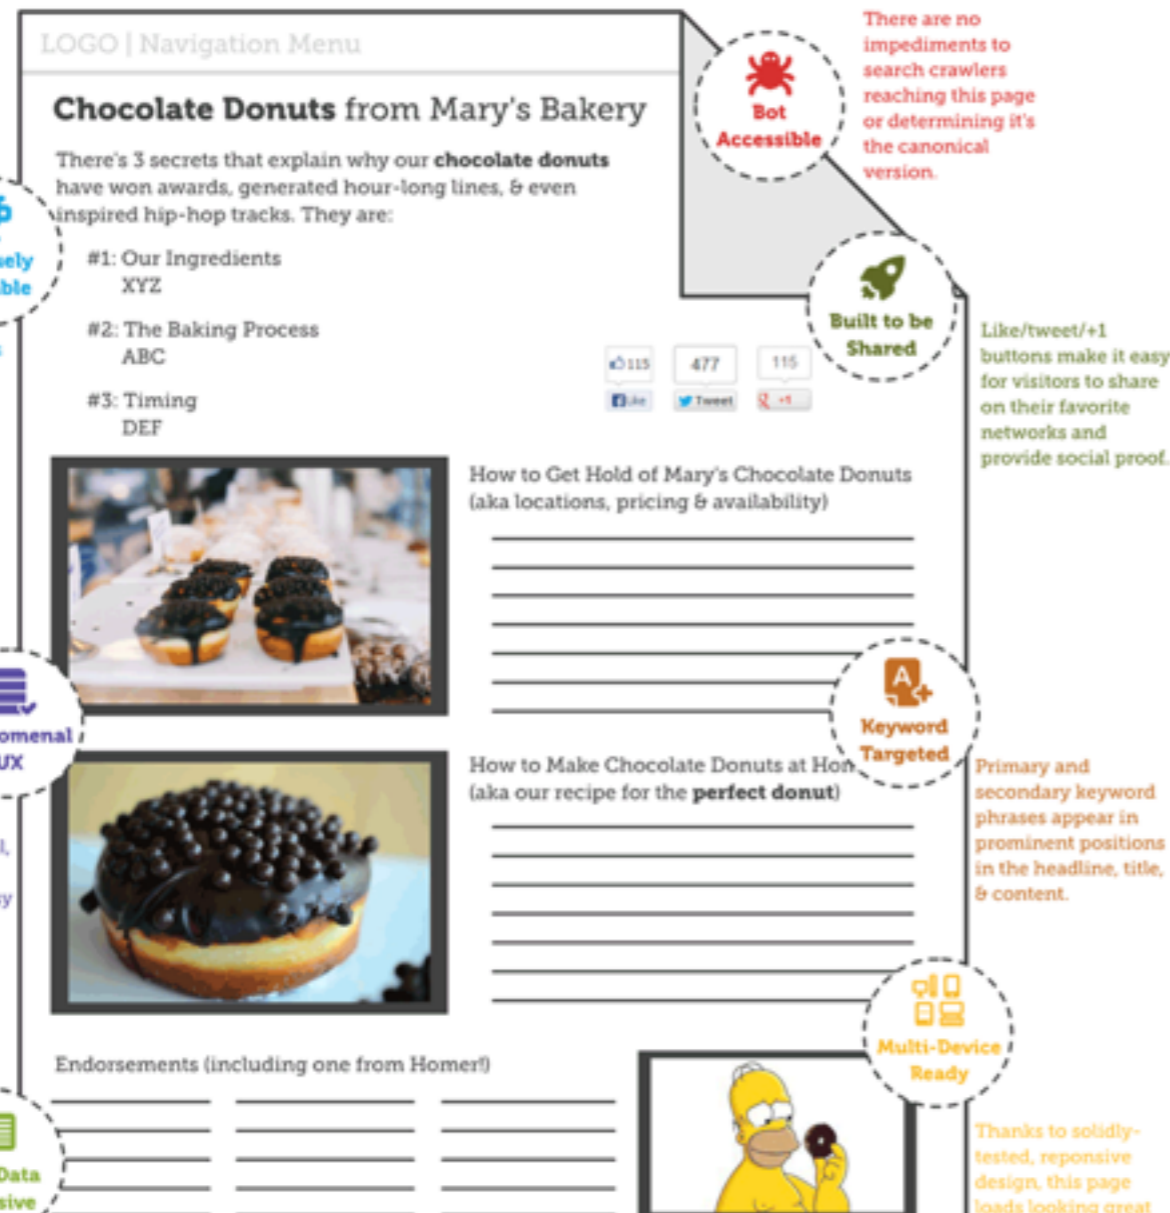 LOGO | Navigation Menu
Chocolate Donuts from Mary's Bakery
There's 3 secrets that explain why our chocolate donuts
have won awards, generated hour-long lines, & even
inspired hip-hop tracks. They are:
#1: Our Ingredients
XYZ
#2: The Baking Process
ABC
#3: Timing
DEF
115
477
115
Like
Tweet
+1
How to Get Hold of Mary's Chocolate Donuts
(aka locations, pricing & availability)
How to Make Chocolate Donuts at
(aka our recipe for the perfect donut)
Endorsements (including one from Homer!)
Bot
Accessible
There are no
impediments to
search crawlers
reaching this page
or determining it's
the canonical
version.
Built to be
Shared
Like/tweet/+1
buttons make it easy
for visitors to share
on their favorite
networks and
provide social proof.
Keyword
Targeted
Primary and
secondary keyword
phrases appear in
prominent positions
in the headline, title,
& content.
Multi-Device
Ready
Thanks to solidly-
tested, reponsive
design, this page
loads looking great
UX
Data